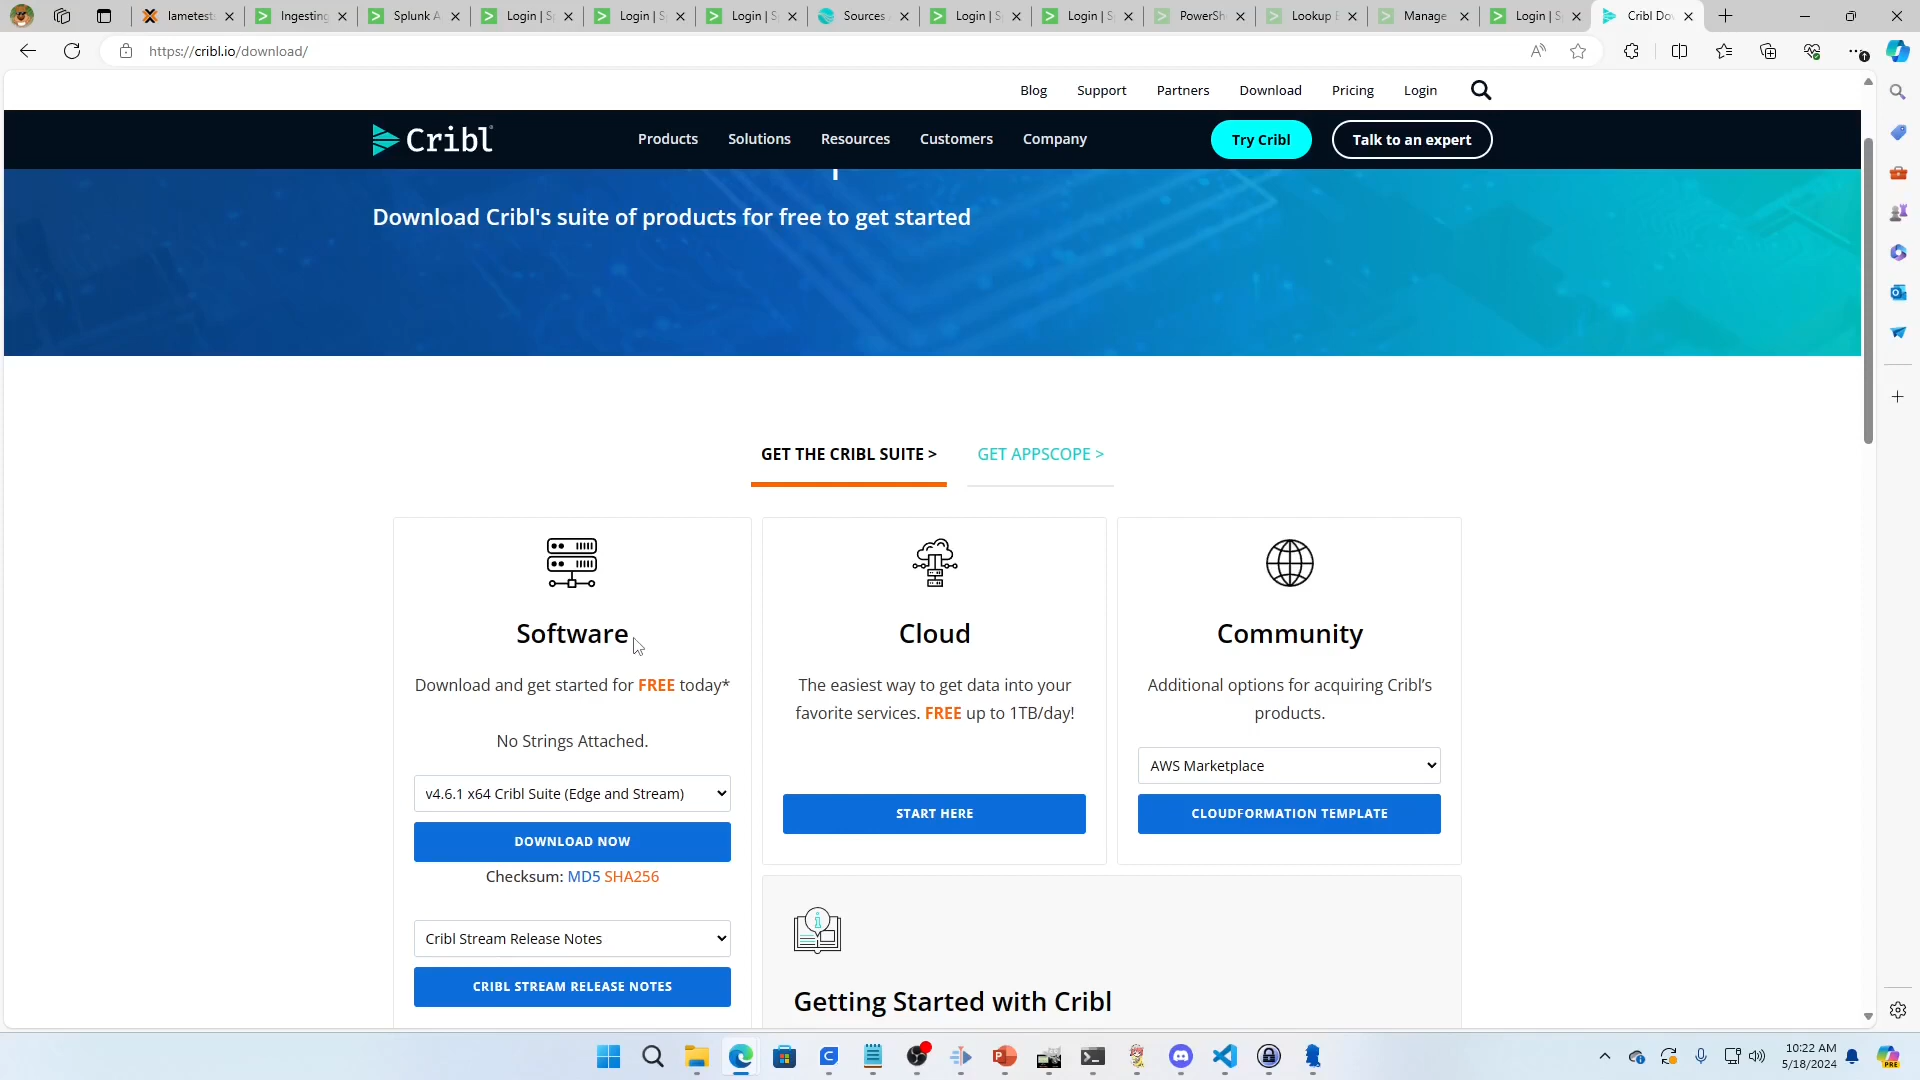 lametest
Ingesting
Splunk A
Login | S
Login | S
Login | S
Sources
Login | S
Login | S
PowerSh
Lookup E
Manage
Login | S
Cribl Dov
https://cribl.io/download/
Blog
Support
Partners
Download
Pricing
Login
Cribl
Products
Solutions
Resources
Customers
Company
Try Cribl
Talk to an expert
Download Cribl's suite of products for free to get started
GET THE CRIBL SUITE >
GET APPSCOPE >
Software
Download and get started for FREE today*
No Strings Attached.
v4.6.1 x64 Cribl Suite (Edge and Stream)
DOWNLOAD NOW
Checksum: MD5 SHA256
Cribl Stream Release Notes
CRIBL STREAM RELEASE NOTES
Cloud
The easiest way to get data into your
favorite services. FREE up to 1TB/day!
START HERE
Community
Additional options for acquiring Cribl’s
products.
AWS Marketplace
CLOUDFORMATION TEMPLATE
Getting Started with Cribl
10:22 AM
5/18/2024
PRE